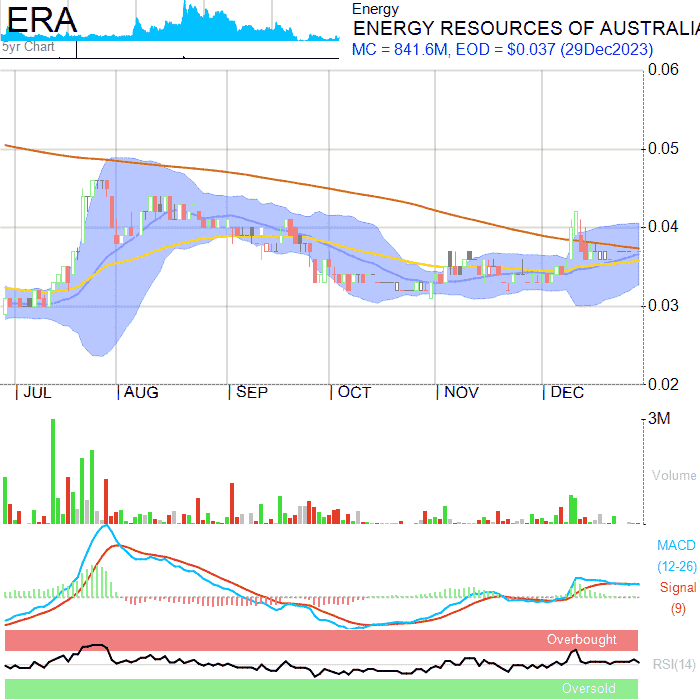 ERA
5yr Chart
Energy
ENERGY RESOURCES OF AUSTRALIA
MC = 841.6M, EOD = $0.037 (29Dec2023)
0.06
0.05
0.04
0.03
0.02
| JUL | AUG | SEP | OCT | NOV | DEC
3M
Volume
MACD
(12-26)
Signal
(9)
Overbought
RSI(14)
Oversold